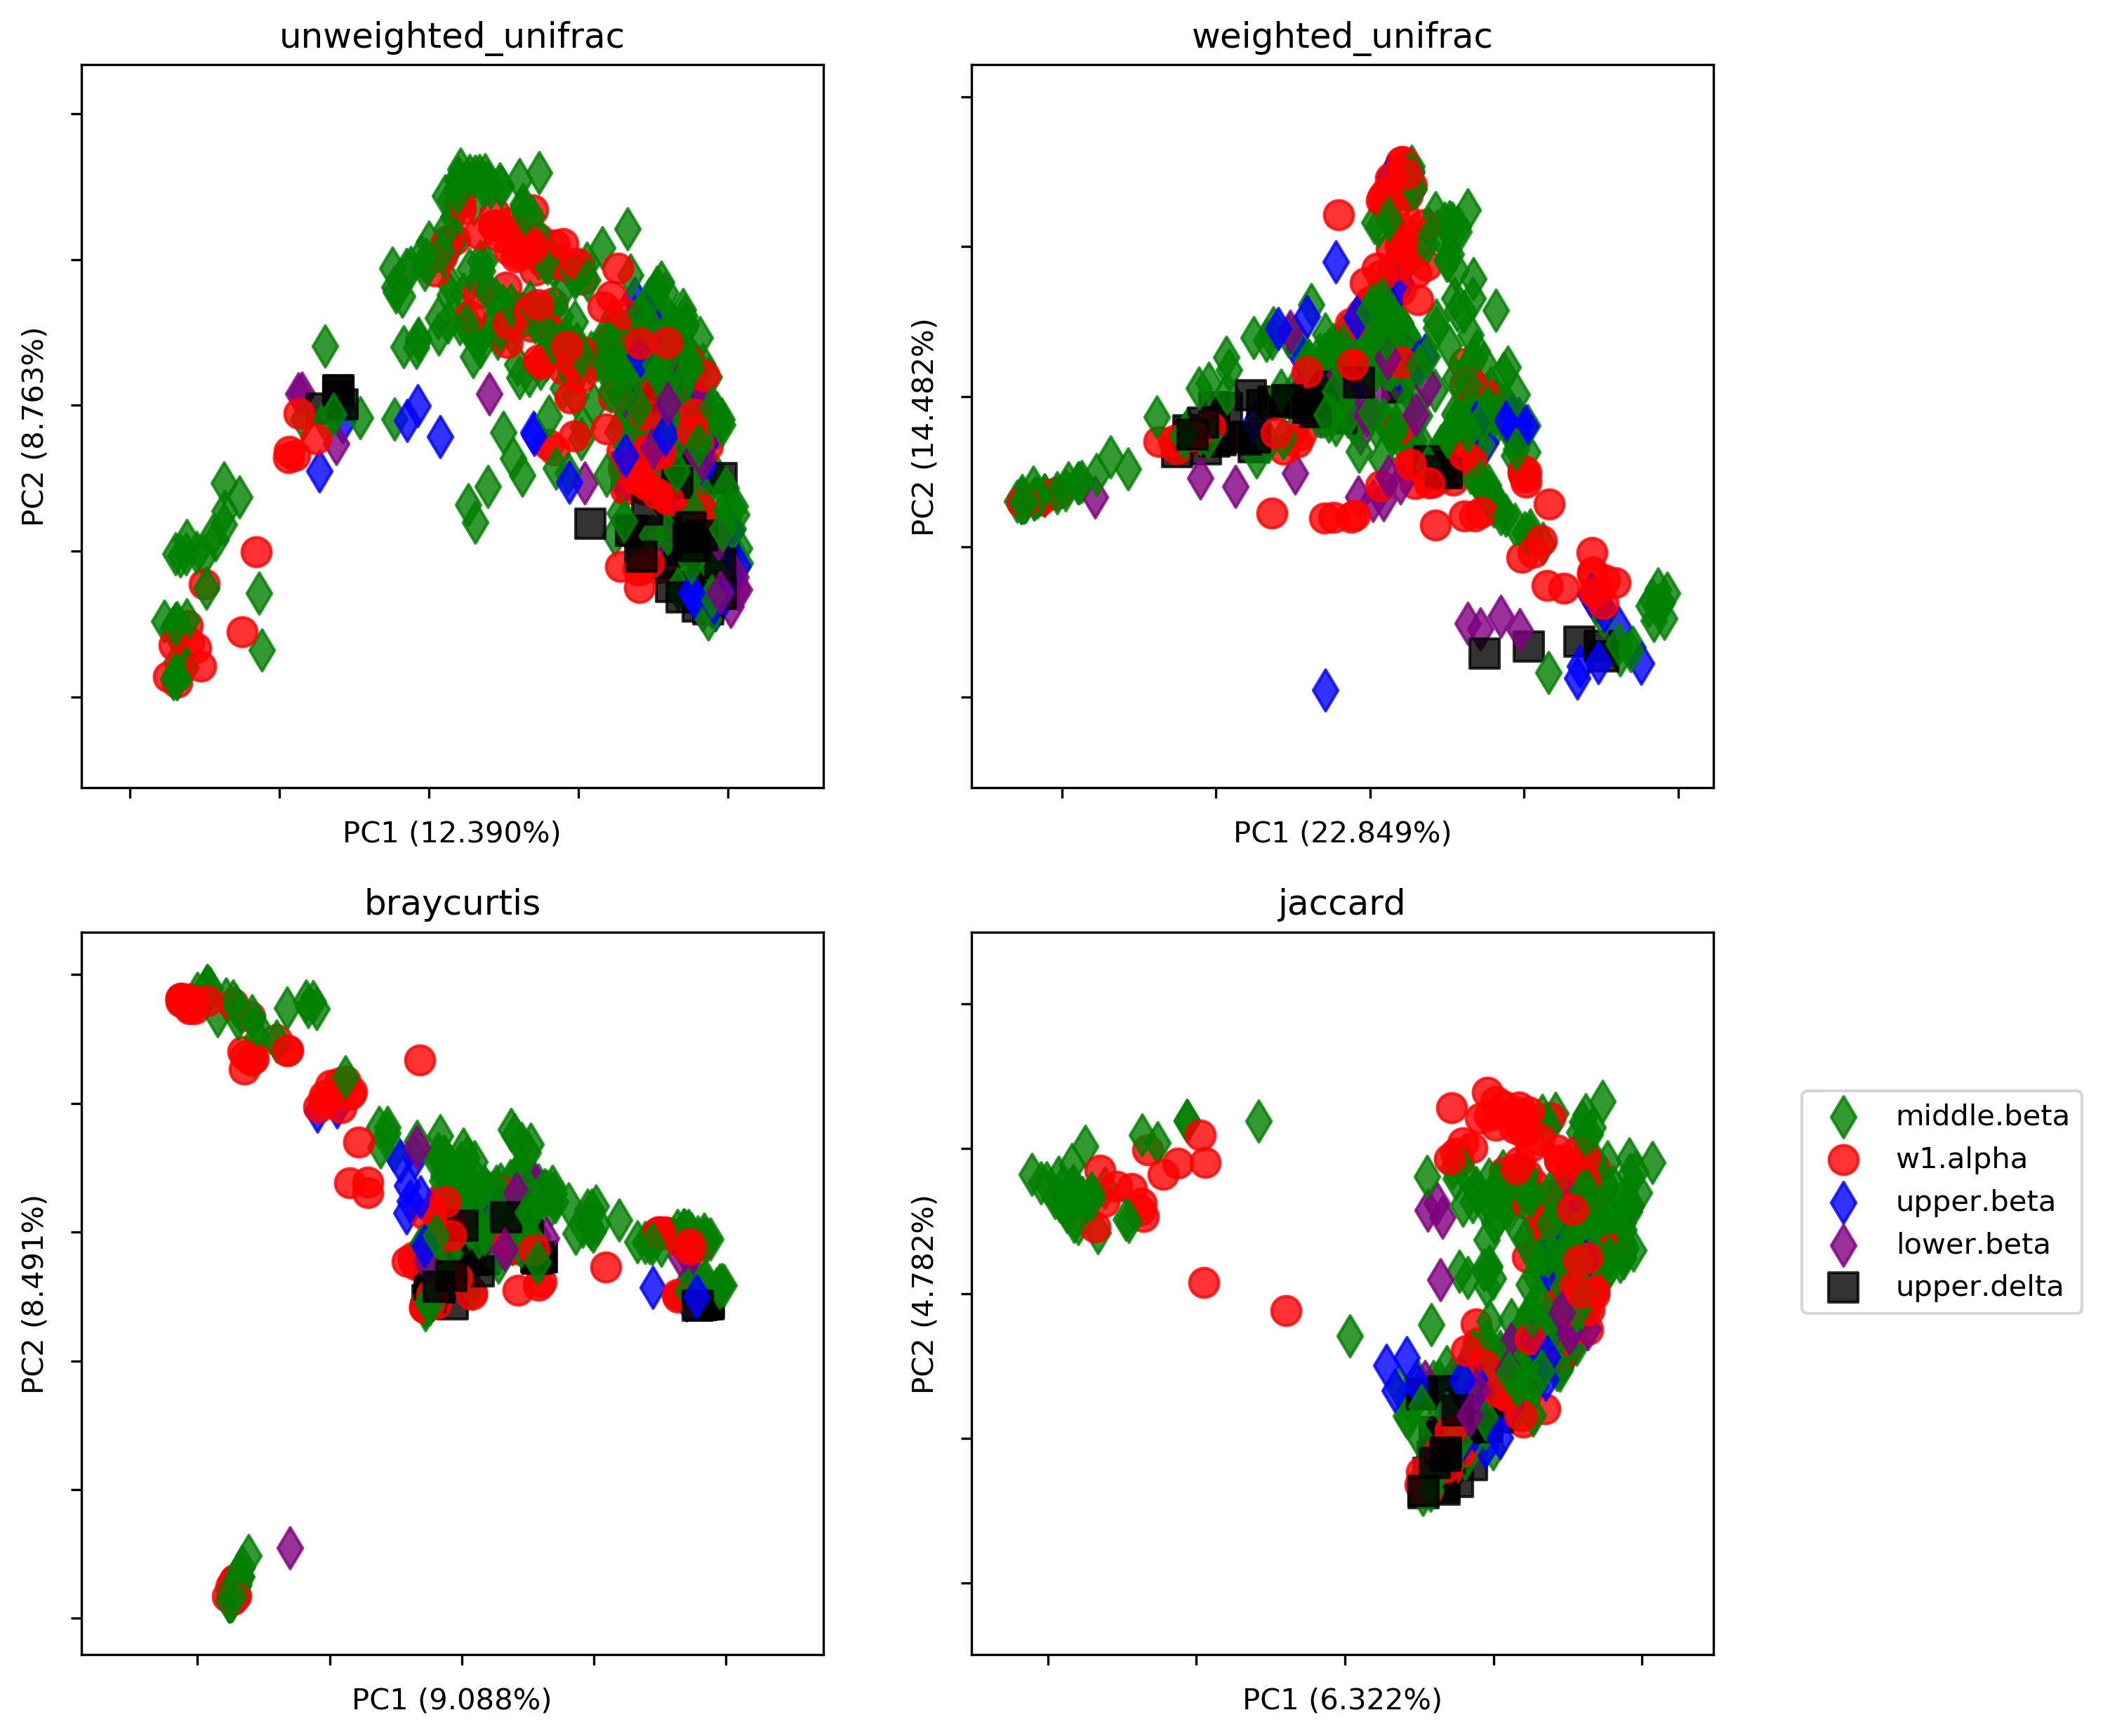 unweighted_unifrac
PC2 (8.763%)
PC1 (12.390%)
weighted_unifrac
PC2 (14.482%)
PC1 (22.849%)
braycurtis
PC2 (8.491%)
PC1 (9.088%)
jaccard
PC2 (4.782%)
PC1 (6.322%)
middle.beta
w1.alpha
upper.beta
lower.beta
upper.delta